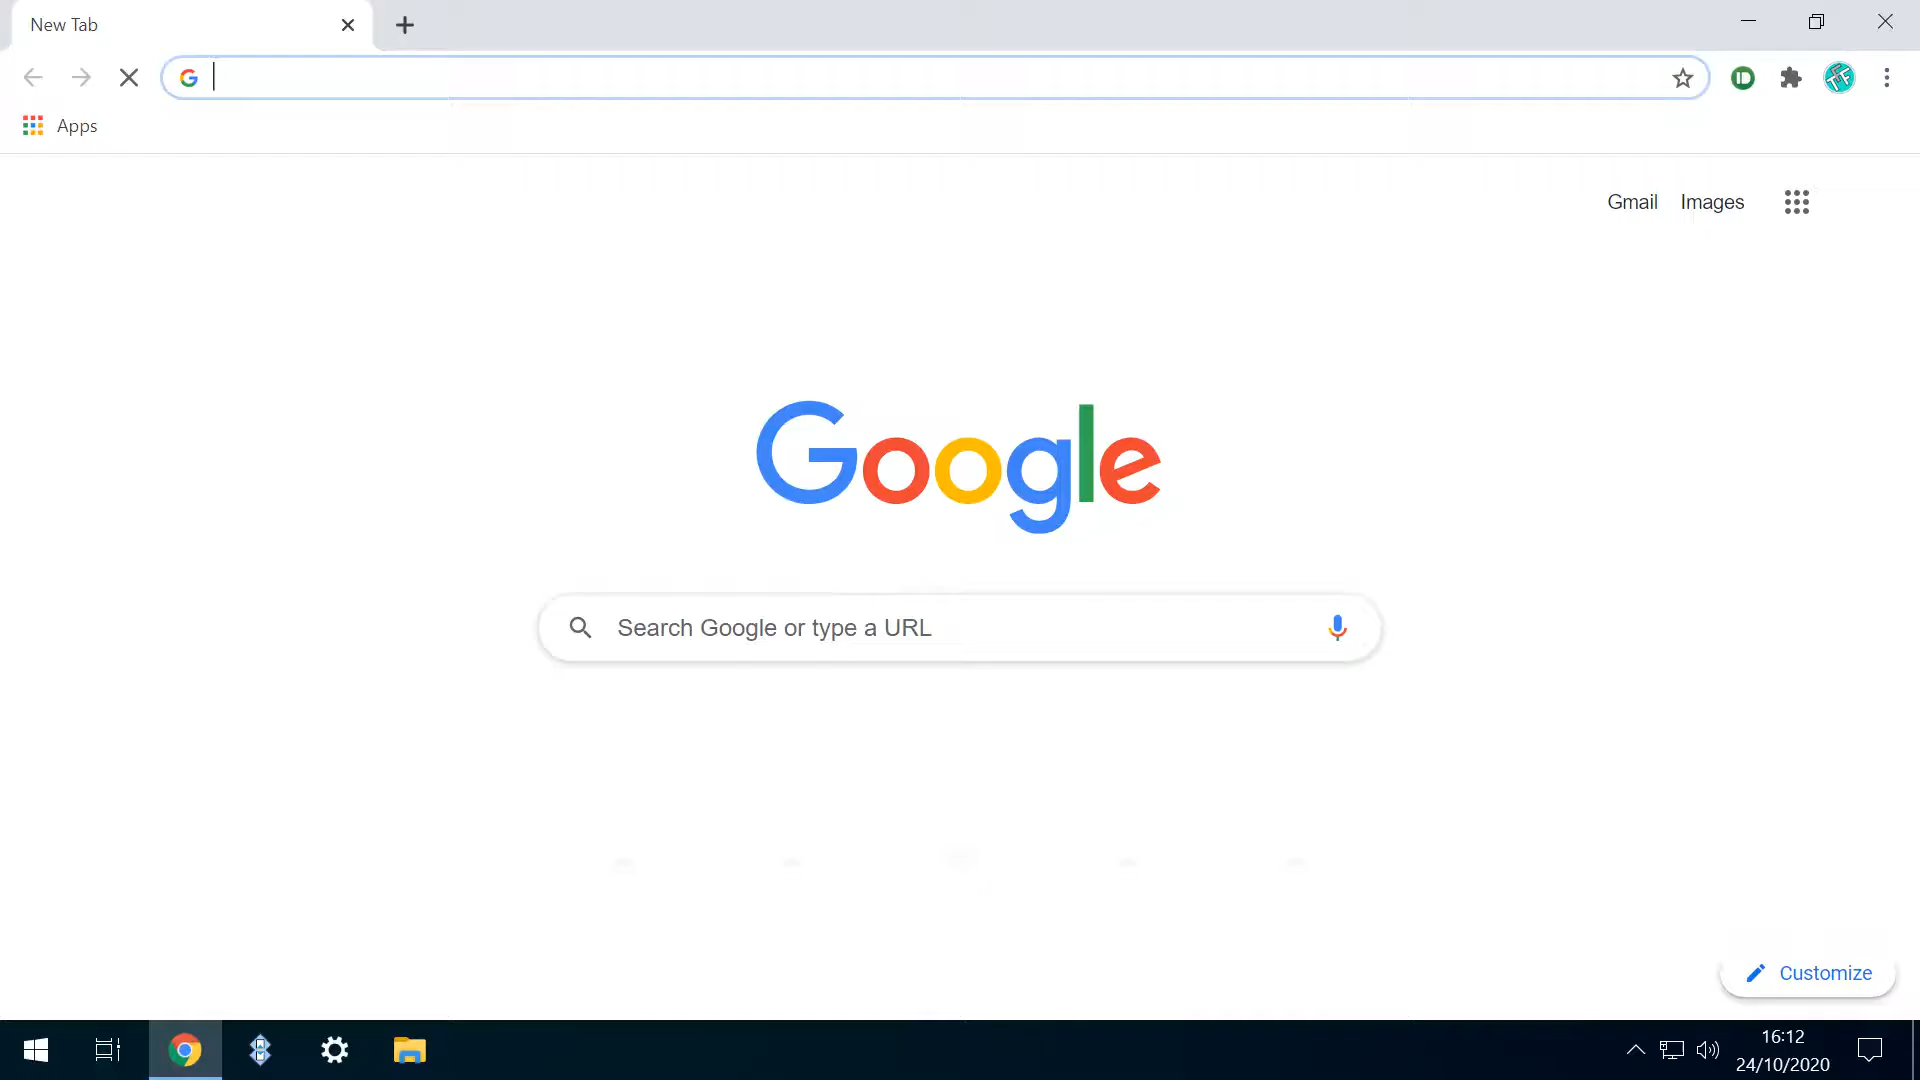 New Tab
Apps
Gmail Images
Google
Search Google or type a URL
Customize
16:12
24/10/2020